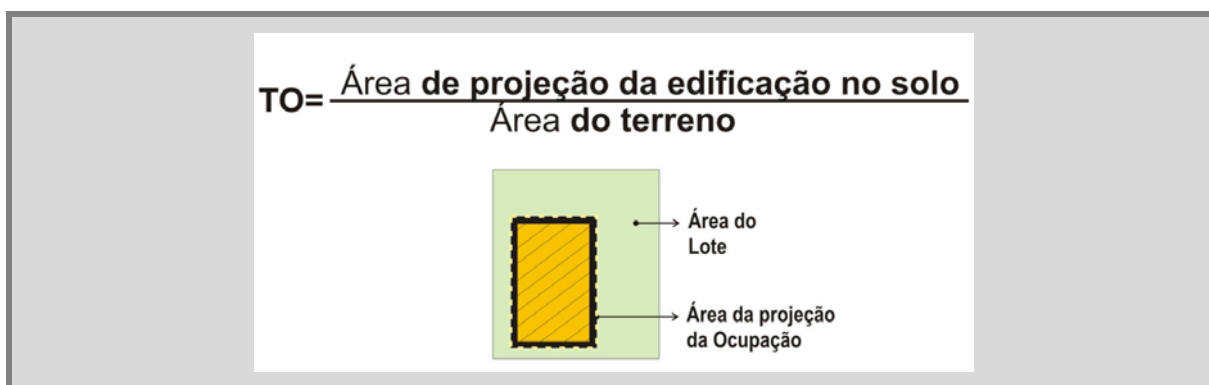 TO= Área de projeção da edificação no solo
Área do terreno
Área do
Lote
Área da projeção
da Ocupação